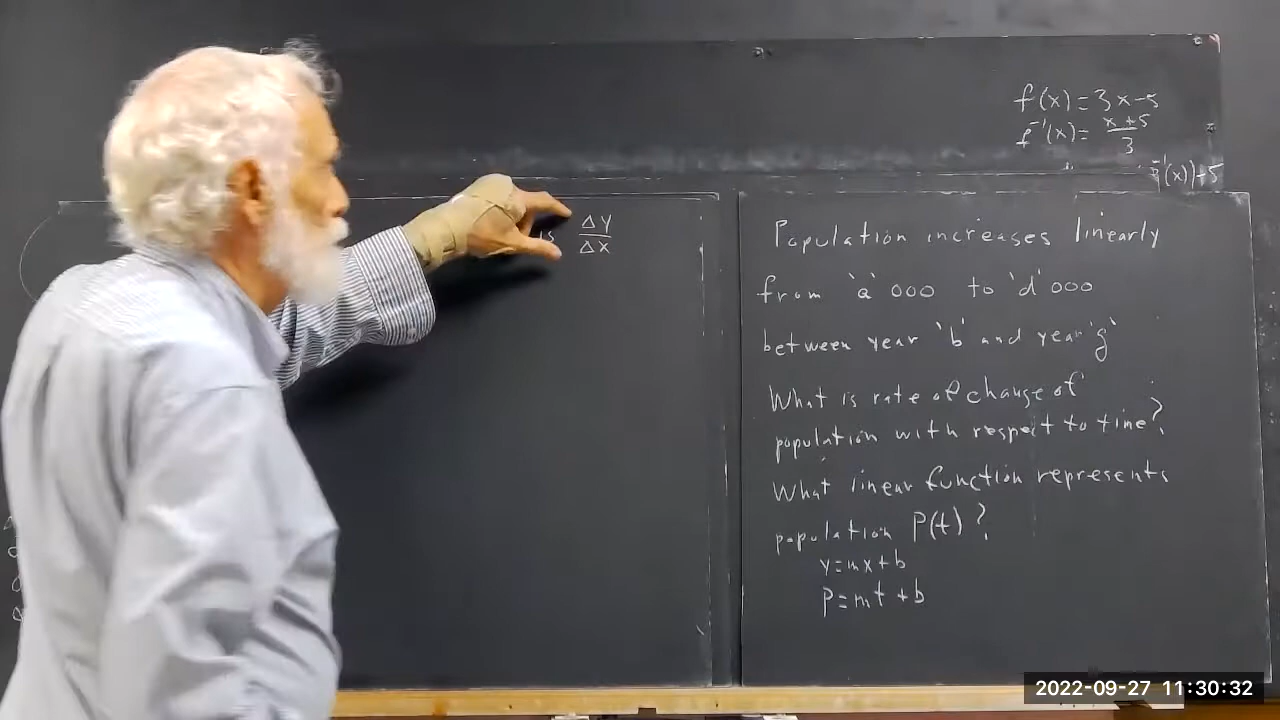 f(x)=3x-5
f⁻¹(x)= x+5
3
⁻¹(x))+5
is ΔY
ΔX
Population increases linearly
from 'a' 000 to 'd' 000
between year 'b' and year 'g'
What is rate of change of
population with respect to time?
What linear function represents
population P(t)?
y=mx+b
P=mt+b
2022-09-27 11:30:32